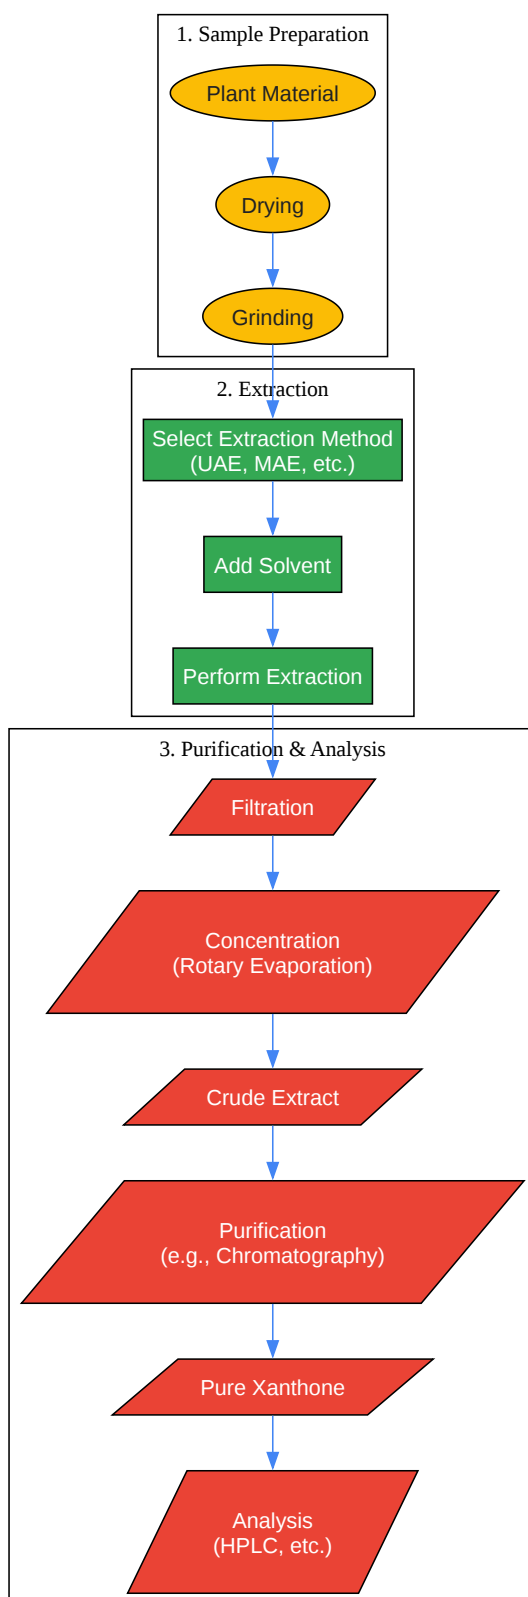 1. Sample Preparation
Plant Material
Drying
Grinding
2. Extraction
Select Extraction Method
(UAE, MAE, etc.)
Add Solvent
Perform Extraction
3. Purification & Analysis
Filtration
Concentration
(Rotary Evaporation)
Crude Extract
Purification
(e.g., Chromatography)
Pure Xanthone
Analysis
(HPLC, etc.)